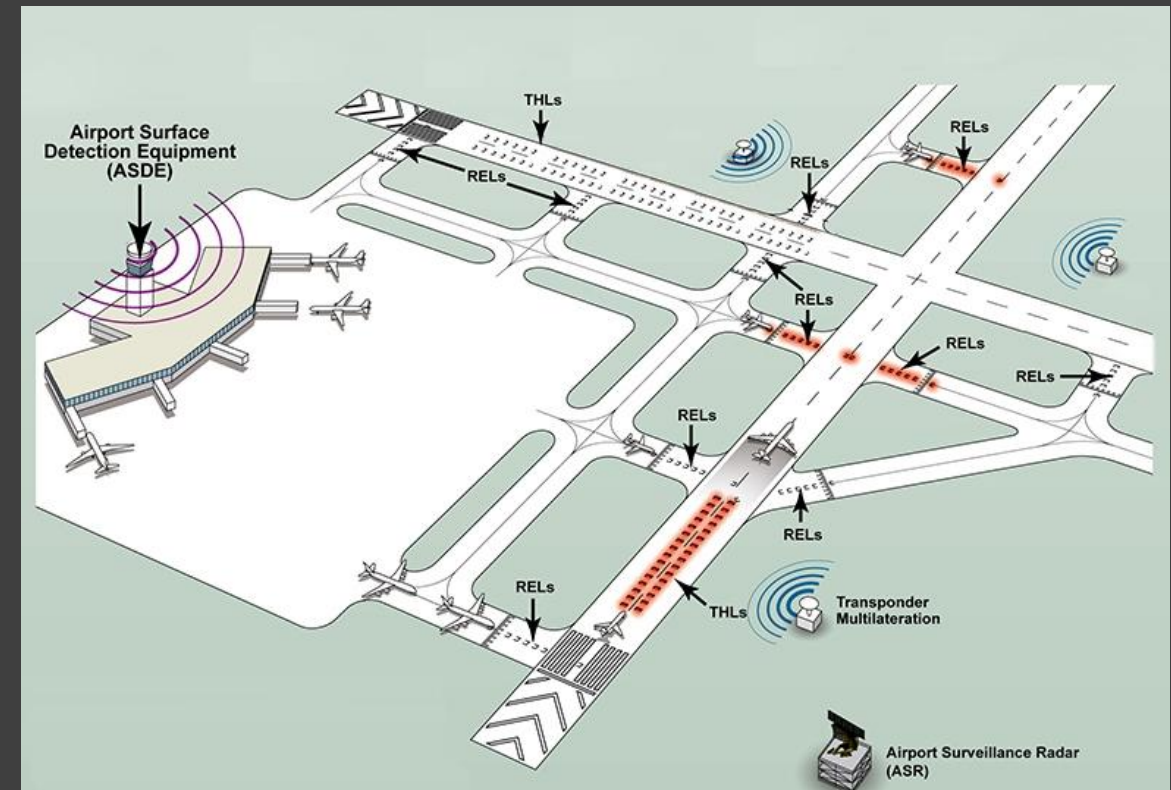 THLs
Airport Surface
Detection Equipment
(ASDE)
RELs
RELs
RELs
RELs
RELs
RELs
RELs
RELs
RELs
THLs
Transponder
Multilateration
Airport Surveillance Radar
(ASR)